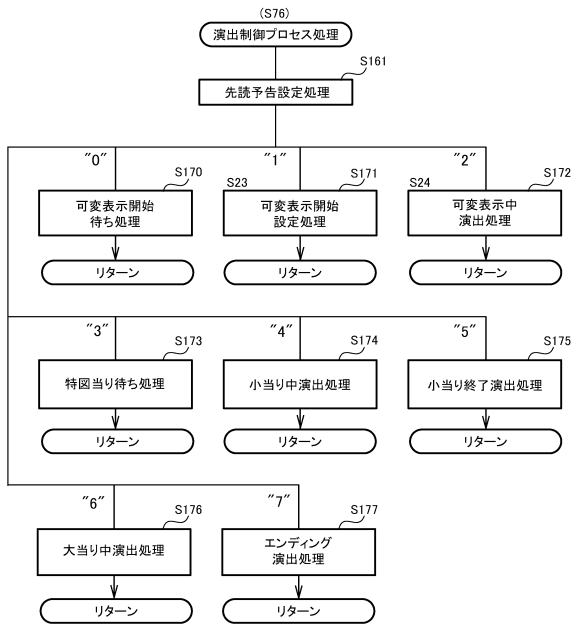 (S76)
演出制御プロセス処理
S161
先読予告設定処理
"0"
"1"
"2"
S170
S23
S171
S24
S172
可変表示開始
待ち処理
可変表示開始
設定処理
可変表示中
演出処理
リターン
リターン
リターン
"3"
"4"
"5"
S173
S174
S175
特図当り待ち処理
小当り中演出処理
小当り終了演出処理
リターン
リターン
リターン
"6"
"7"
S176
S177
大当り中演出処理
エンディング
演出処理
リターン
リターン